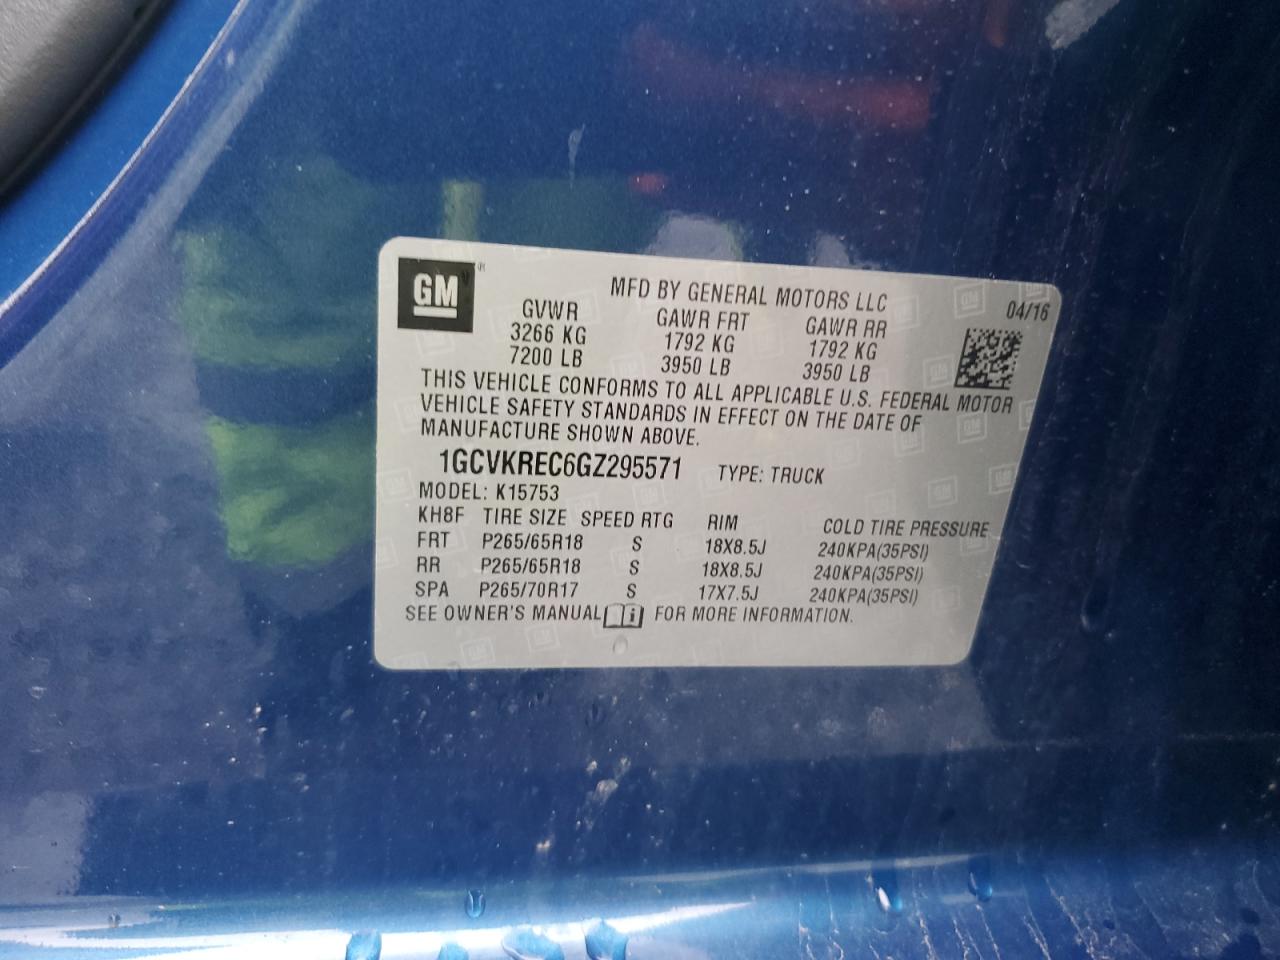 GM®
MFD BY GENERAL MOTORS LLC
04/16
GVWR GAWR FRT GAWR RR
3266 KG 1792 KG 1792 KG
7200 LB 3950 LB 3950 LB
THIS VEHICLE CONFORMS TO ALL APPLICABLE U.S. FEDERAL MOTOR
VEHICLE SAFETY STANDARDS IN EFFECT ON THE DATE OF
MANUFACTURE SHOWN ABOVE.
1GCVKREC6GZ295571 TYPE: TRUCK
MODEL: K15753
KH8F TIRE SIZE SPEED RTG RIM COLD TIRE PRESSURE
FRT P265/65R18 S 18X8.5J 240KPA(35PSI)
RR P265/65R18 S 18X8.5J 240KPA(35PSI)
SPA P265/70R17 S 17X7.5J 240KPA(35PSI)
SEE OWNER'S MANUAL i FOR MORE INFORMATION.